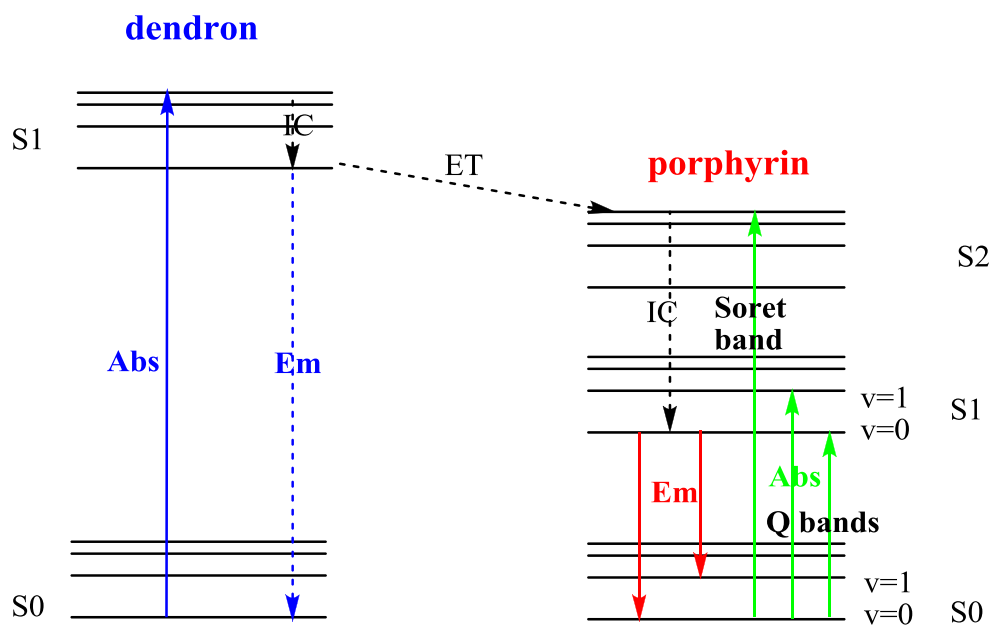 dendron
S1
IC
ET
porphyrin
S2
IC
Soret
band
Abs
Em
v=1
S1
v=0
Em
Abs
Q bands
S0
v=1
v=0
S0